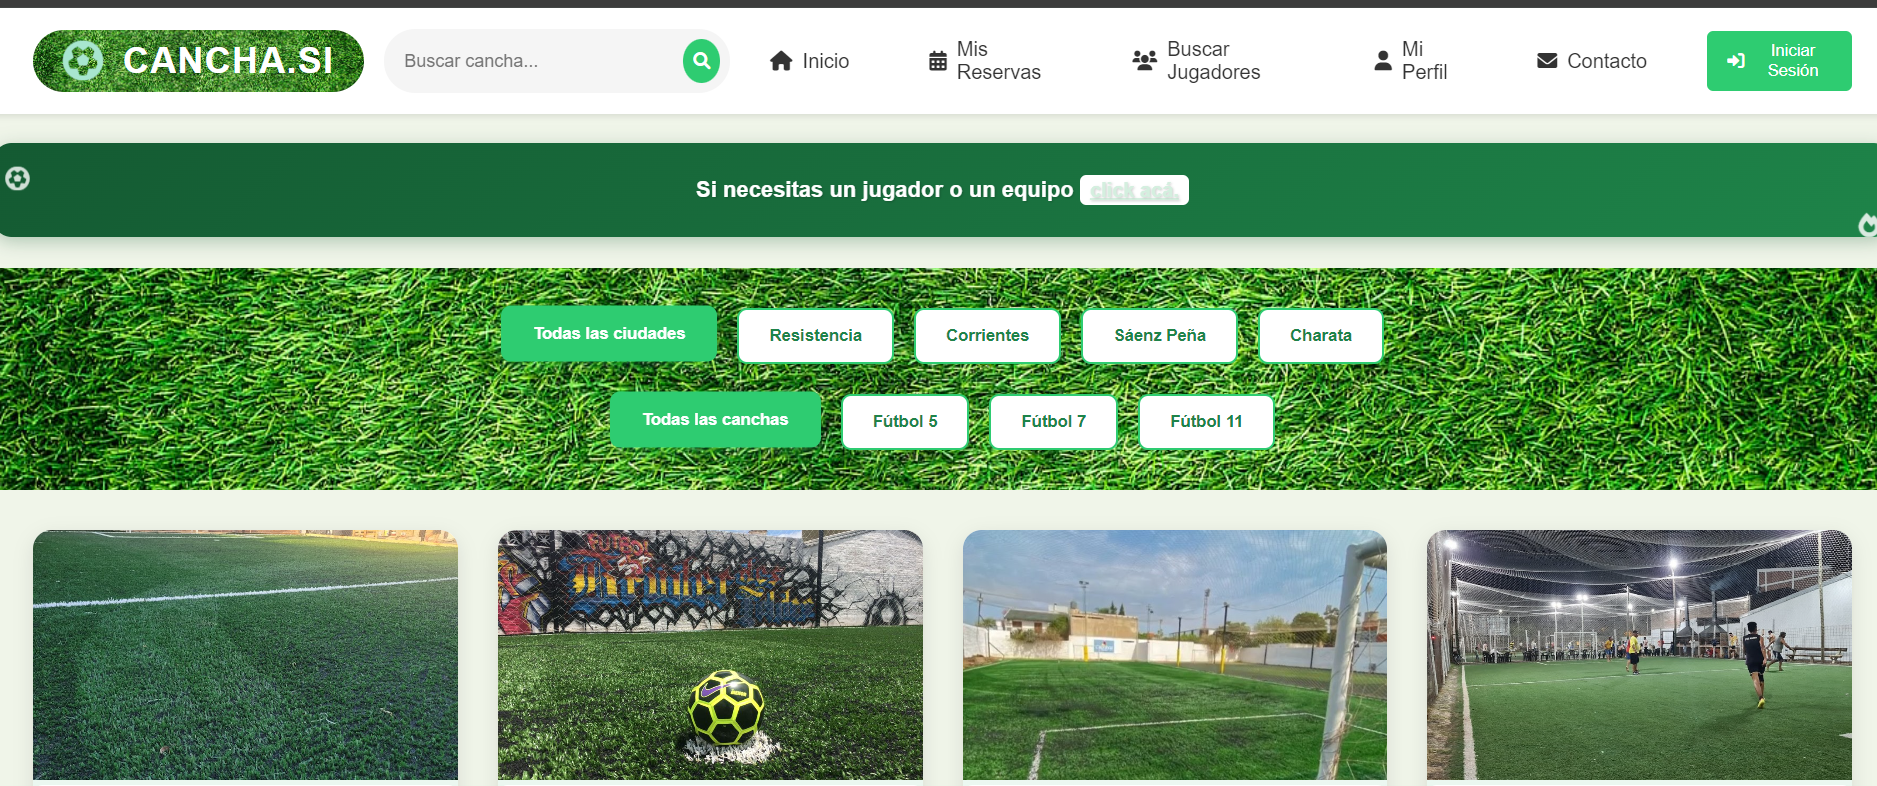 CANCHA.SI
Buscar cancha...
Inicio
Mis
Reservas
Buscar
Jugadores
Mi
Perfil
Contacto
Iniciar
Sesión
Si necesitas un jugador o un equipo click acá.
Todas las ciudades
Resistencia
Corrientes
Sáenz Peña
Charata
Todas las canchas
Fútbol 5
Fútbol 7
Fútbol 11
FUTBOL